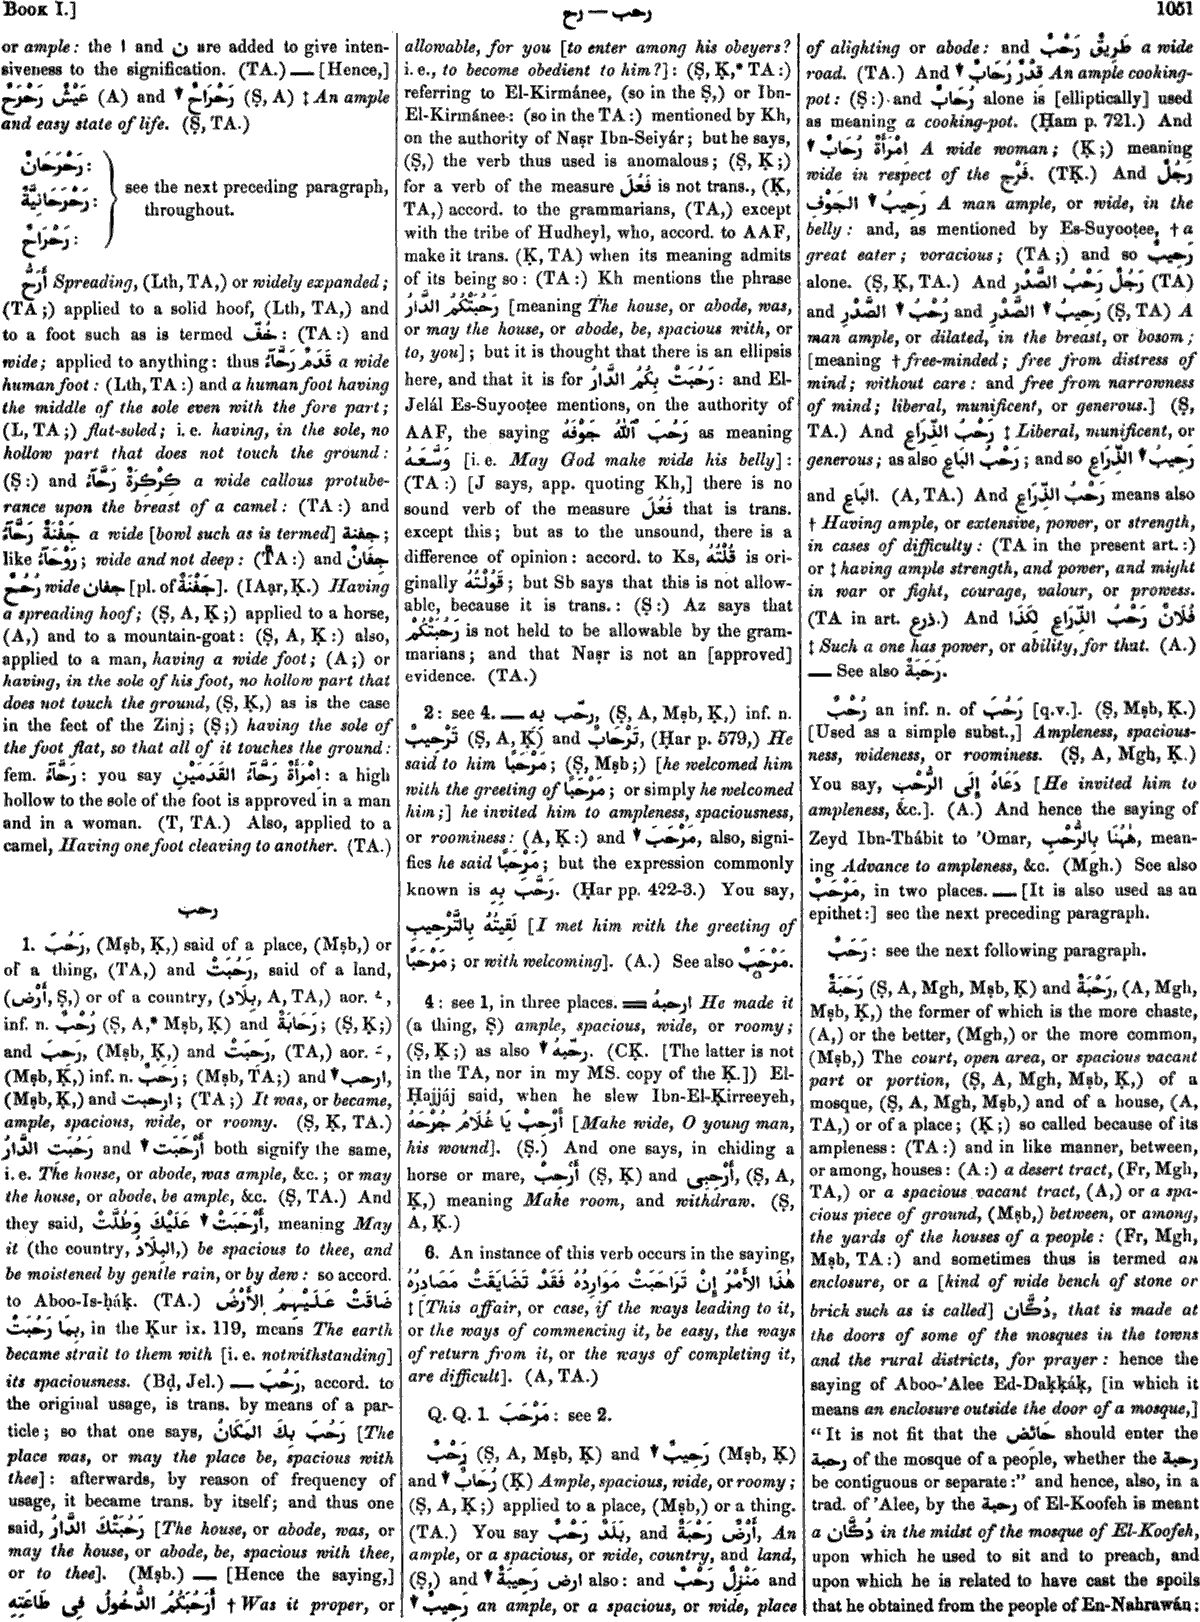 BOOK I.]
رح — رحب
1051
or ample: the ا and ن are added to give inten-
siveness to the signification. (TA.) — [Hence,]
عَيْشٌ رَحْرَحٌ (A) and ↓ رَحْرَاحٌ (Ṣ, A) ‡ An ample
and easy state of life. (Ṣ, TA.)
رَحْرَحَانٌ:
رَحْرَحَانِيَّةٌ:
رَحْرَاحٌ:
see the next preceding paragraph,
throughout.
أَرَحُّ Spreading, (Lth, TA,) or widely expanded;
(TA;) applied to a solid hoof, (Lth, TA,) and
to a foot such as is termed خُفّ: (TA:) and
wide; applied to anything: thus قَدَمٌ رَحَّآءُ a wide
human foot: (Lth, TA:) and a human foot having
the middle of the sole even with the fore part;
(L, TA;) flat-soled; i. e. having, in the sole, no
hollow part that does not touch the ground:
(Ṣ:) and كِرْكِرَةٌ رَحَّآءُ a wide callous protube-
rance upon the breast of a camel: (TA:) and
جَفْنَةٌ رَحَّآءُ a wide [bowl such as is termed] جفنة;
like رَوْحَآءُ; wide and not deep: (TA:) and جِفَانٌ
رُحُحٌ wide جفان [pl. of جَفْنَةٌ]. (IAạr, Ḳ.) Having
a spreading hoof; (Ṣ, A, Ḳ;) applied to a horse,
(A,) and to a mountain-goat: (Ṣ, A, Ḳ:) also,
applied to a man, having a wide foot; (A;) or
having, in the sole of his foot, no hollow part that
does not touch the ground, (Ṣ, Ḳ,) as is the case
in the feet of the Zinj; (Ṣ;) having the sole of
the foot flat, so that all of it touches the ground:
fem. رَحَّآءُ: you say اِمْرَأَةٌ رَحَّآءُ القَدَمَيْنِ: a high
hollow to the sole of the foot is approved in a man
and in a woman. (T, TA.) Also, applied to a
camel, Having one foot cleaving to another. (TA.)
رحب
1. رَحُبَ, (Mṣb, Ḳ,) said of a place, (Mṣb,) or
of a thing, (TA,) and رَحُبَتْ, said of a land,
(أَرْض, Ṣ,) or of a country, (بِلَاد, A, TA,) aor. ـُ,
inf. n. رُحْبٌ (Ṣ, A,* Mṣb, Ḳ) and رَحَابَةٌ; (Ṣ, Ḳ;)
and رَحِبَ, (Mṣb, Ḳ,) and رَحِبَتْ, (TA,) aor. ـَ,
(Mṣb, Ḳ,) inf. n. رَحَبٌ; (Mṣb, TA;) and ↓ ارحب,
(Mṣb, Ḳ,) and ارحبت; (TA;) It was, or became,
ample, spacious, wide, or roomy. (Ṣ, Ḳ, TA.)
رَحُبَت الدَّارُ and ↓ أَرْحَبَت both signify the same,
i. e. The house, or abode, was ample, &c.; or may
the house, or abode, be ample, &c. (Ṣ, TA.) And
they said, ↓ أَرْحَبَتْ عَلَيْكَ وَطُلَّتْ, meaning May
it (the country, البِلَاد,) be spacious to thee, and
be moistened by gentle rain, or by dew: so accord.
to Aboo-Is-ḥáḳ. (TA.) ضَاقَتْ عَلَيْهِمُ الأَرْضُ
بِمَا رَحُبَتْ, in the Ḳur ix. 119, means The earth
became strait to them with [i. e. notwithstanding]
its spaciousness. (Bḍ, Jel.) — رَحُبَ, accord. to
the original usage, is trans. by means of a par-
ticle; so that one says, رَحُبَ بِكَ المَكَانُ [The
place was, or may the place be, spacious with
thee]: afterwards, by reason of frequency of
usage, it became trans. by itself; and thus one
said, رَحُبَتْكَ الدَّارُ [The house, or abode, was, or
may the house, or abode, be, spacious with thee,
or to thee]. (Mṣb.) — [Hence the saying,]
أَرَحُبَكُمُ الدُّخُولُ فِى طَاعَتِهِ † Was it proper, or
allowable, for you [to enter among his obeyers?
i. e., to become obedient to him?]: (Ṣ, Ḳ,* TA:)
referring to El-Kirmánee, (so in the Ṣ,) or Ibn-
El-Kirmánee: (so in the TA:) mentioned by Kh,
on the authority of Naṣr Ibn-Seiyár; but he says,
(Ṣ,) the verb thus used is anomalous; (Ṣ, Ḳ;)
for a verb of the measure فَعُلَ is not trans., (Ḳ,
TA,) accord. to the grammarians, (TA,) except
with the tribe of Hudheyl, who, accord. to AAF,
make it trans. (Ḳ, TA) when its meaning admits
of its being so: (TA:) Kh mentions the phrase
رَحُبَتْكُمُ الدَّارُ [meaning The house, or abode, was,
or may the house, or abode, be, spacious with, or
to, you]; but it is thought that there is an ellipsis
here, and that it is for رَحُبَتْ بِكُمُ الدَّارُ: and El-
Jelál Es-Suyooṭee mentions, on the authority of
AAF, the saying رَحُبَ ٱللّٰهُ جَوْفَهُ as meaning
وَسَّعَهُ [i. e. May God make wide his belly]:
(TA:) [J says, app. quoting Kh,] there is no
sound verb of the measure فَعُلَ that is trans.
except this; but as to the unsound, there is a
difference of opinion: accord. to Ks, قُلْتُهُ is ori-
ginally قَوُلْتُهُ; but Sb says that this is not allow-
able, because it is trans.: (Ṣ:) Az says that
رَحُبَتْكُمْ is not held to be allowable by the gram-
marians; and that Naṣr is not an [approved]
evidence. (TA.)
2: see 4. — رحّب بِهِ, (Ṣ, A, Mṣb, Ḳ,) inf. n.
تَرْحِيبٌ (Ṣ, A, Ḳ) and تَرْحَابٌ, (Ḥar p. 579,) He
said to him مَرْحَبًا; (Ṣ, Mṣb;) [he welcomed him
with the greeting of مَرْحَبًا; or simply he welcomed
him;] he invited him to ampleness, spaciousness,
or roominess: (A, Ḳ:) and ↓ مَرْحَبَ, also, signi-
fies he said مَرْحَبًا; but the expression commonly
known is رَحَّبَ بِهِ. (Ḥar pp. 422-3.) You say,
لَقِيتُهُ بِالتَّرْحِيبِ [I met him with the greeting of
مَرْحَبًا; or with welcoming]. (A.) See also مَرْحَبٌ.
4: see 1, in three places. = ارحبهُ He made it
(a thing, Ṣ) ample, spacious, wide, or roomy;
(Ṣ, Ḳ;) as also ↓ رحّبهُ. (CḲ. [The latter is not
in the TA, nor in my MS. copy of the Ḳ.]) El-
Ḥajjáj said, when he slew Ibn-El-Ḳirreeyeh,
أَرْحِبْ يَا غُلَامُ جُرْحَهُ [Make wide, O young man,
his wound]. (Ṣ.) And one says, in chiding a
horse or mare, أَرْحِبْ (Ṣ, Ḳ) and أَرْحِبِى, (Ṣ, A,
Ḳ,) meaning Make room, and withdraw. (Ṣ,
A, Ḳ.)
6. An instance of this verb occurs in the saying,
هٰذَا الأَمْرُ إِنْ تَرَاحَبَتْ مَوَارِدُهُ فَقَدْ تَضَايَقَتْ مَصَادِرُهُ
‡ [This affair, or case, if the ways leading to it,
or the ways of commencing it, be easy, the ways
of return from it, or the ways of completing it,
are difficult]. (A, TA.)
Q. Q. 1. مَرْحَبَ: see 2.
رَحْبٌ (Ṣ, A, Mṣb, Ḳ) and ↓ رَحِيبٌ (Mṣb, Ḳ)
and ↓ رُحَابٌ (Ḳ) Ample, spacious, wide, or roomy;
(Ṣ, A, Ḳ;) applied to a place, (Mṣb,) or a thing.
(TA.) You say بَلَدٌ رَحْبٌ, and أَرْضٌ رَحْبَةٌ, An
ample, or a spacious, or wide, country, and land,
(Ṣ,) and ↓ ارض رَحِيبَةٌ also: and مَنْزِلٌ رَحْبٌ and
↓ رَحِيبٌ an ample, or a spacious, or wide, place
of alighting or abode: and طَرِيقٌ رَحْبٌ a wide
road. (TA.) And ↓ قِدْرٌ رُحَابٌ An ample cooking-
pot: (Ṣ:) and رُحَابٌ alone is [elliptically] used
as meaning a cooking-pot. (Ḥam p. 721.) And
↓ اِمْرَأَةٌ رُحَابٌ A wide woman; (Ḳ;) meaning
wide in respect of the فَرْج. (TḲ.) And رَجُلٌ
↓ رَحِيبُ الجَوْفِ A man ample, or wide, in the
belly: and, as mentioned by Es-Suyooṭee, † a
great eater; voracious; (TA;) and so ↓ رَحِيبٌ
alone. (Ṣ, Ḳ, TA.) And رَجُلٌ رَحْبُ الصَّدْرِ (TA)
and ↓ رُحْبُ الصَّدْرِ and ↓ رَحِيبُ الصَّدْرِ (Ṣ, TA) A
man ample, or dilated, in the breast, or bosom;
[meaning † free-minded; free from distress of
mind; without care: and free from narrowness
of mind; liberal, munificent, or generous.] (Ṣ,
TA.) And رَحْبُ الذِّرَاعِ ‡ Liberal, munificent, or
generous; as also رَحْبُ البَاعِ; and so ↓ رَحِيبُ الذِّرَاعِ
and البَاعِ. (A, TA.) And رَحْبُ الذِّرَاعِ means also
† Having ample, or extensive, power, or strength,
in cases of difficulty: (TA in the present art.:)
or ‡ having ample strength, and power, and might
in war or fight, courage, valour, or prowess.
(TA in art. ذرع.) And فُلَانٌ رَحْبُ الذِّرَاعِ لِكَذَا
‡ Such a one has power, or ability, for that. (A.)
— See also رَحَبَةٌ.
رُحْبٌ an inf. n. of رَحُبَ [q.v.]. (Ṣ, Mṣb, Ḳ.)
[Used as a simple subst.,] Ampleness, spacious-
ness, wideness, or roominess. (Ṣ, A, Mgh, Ḳ.)
You say, دَعَاهُ إِلَى الرُّحْبِ [He invited him to
ampleness, &c.]. (A.) And hence the saying of
Zeyd Ibn-Thábit to 'Omar, هٰهُنَا بِالرُّحْبِ, mean-
ing Advance to ampleness, &c. (Mgh.) See also
مَرْحَبٌ, in two places. — [It is also used as an
epithet:] see the next preceding paragraph.
رَحَبٌ: see the next following paragraph.
رَحْبَةٌ (Ṣ, A, Mgh, Mṣb, Ḳ) and رَحَبَةٌ, (A, Mgh,
Mṣb, Ḳ,) the former of which is the more chaste,
(A,) or the better, (Mgh,) or the more common,
(Mṣb,) The court, open area, or spacious vacant
part or portion, (Ṣ, A, Mgh, Mṣb, Ḳ,) of a
mosque, (Ṣ, A, Mgh, Mṣb,) and of a house, (A,
TA,) or of a place; (Ḳ;) so called because of its
ampleness: (TA:) and in like manner, between,
or among, houses: (A:) a desert tract, (Fr, Mgh,
TA,) or a spacious vacant tract, (A,) or a spa-
cious piece of ground, (Mṣb,) between, or among,
the yards of the houses of a people: (Fr, Mgh,
Mṣb, TA:) and sometimes thus is termed an
enclosure, or a [kind of wide bench of stone or
brick such as is called] دُكَّان, that is made at
the doors of some of the mosques in the towns
and the rural districts, for prayer: hence the
saying of Aboo-'Alee Ed-Daḳḳáḳ, [in which it
means an enclosure outside the door of a mosque,]
"It is not fit that the حَائِض should enter the
رحبة of the mosque of a people, whether the رحبة
be contiguous or separate:" and hence, also, in a
trad. of 'Alee, by the رحبة of El-Koofeh is meant
a دُكَّان in the midst of the mosque of El-Koofeh,
upon which he used to sit and to preach, and
upon which he is related to have cast the spoils
that he obtained from the people of En-Nahrawán: